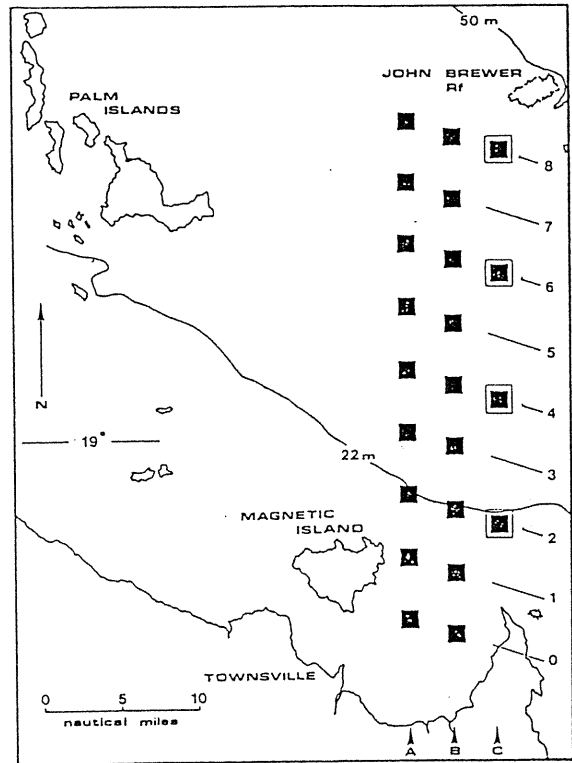 50 m
JOHN BREWER
Rf
PALM
ISLANDS
8
7
6
5
N
4
19°
22 m
3
MAGNETIC
ISLAND
2
1
0
TOWNSVILLE
0 5 10
nautical miles
A B C